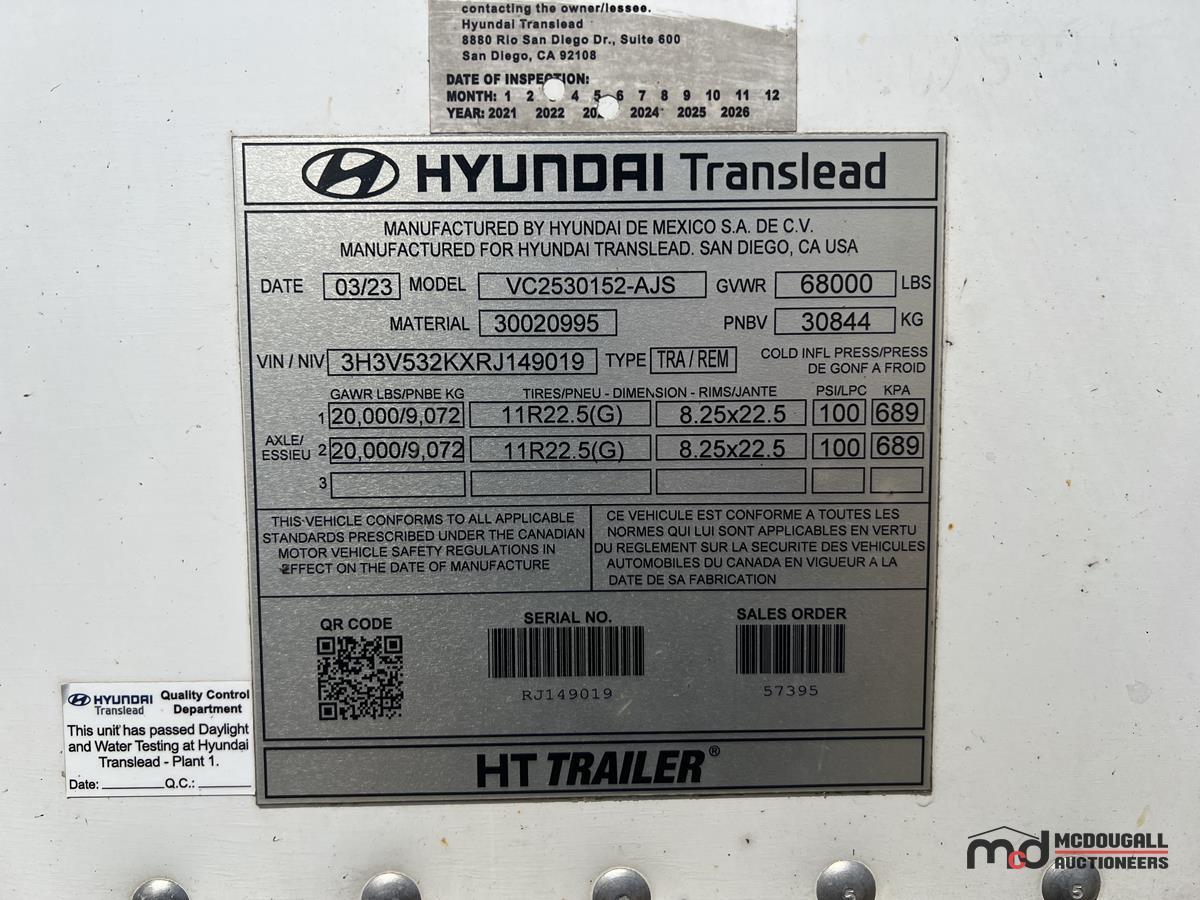 contacting the owner/lessee.
Hyundai Translead
8880 Rio San Diego Dr., Suite 600
San Diego, CA 92108
DATE OF INSPECTION:
MONTH: 1 2 4 5 6 7 8 9 10 11 12
YEAR: 2021 2022 2024 2025 2026
HYUNDAI Translead
MANUFACTURED BY HYUNDAI DE MEXICO S.A. DE C.V.
MANUFACTURED FOR HYUNDAI TRANSLEAD. SAN DIEGO, CA USA
DATE 03/23 MODEL VC2530152-AJS GVWR 68000 LBS
MATERIAL 30020995 PNBV 30844 KG
VIN / NIV 3H3V532KXRJ149019 TYPE TRA / REM COLD INFL PRESS/PRESS
DE GONF A FROID
GAWR LBS/PNBE KG TIRES/PNEU - DIMENSION - RIMS/JANTE PSI/LPC KPA
1 20,000/9,072 11R22.5(G) 8.25x22.5 100 689
AXLE/
ESSIEU 2 20,000/9,072 11R22.5(G) 8.25x22.5 100 689
3
THIS VEHICLE CONFORMS TO ALL APPLICABLE
STANDARDS PRESCRIBED UNDER THE CANADIAN
MOTOR VEHICLE SAFETY REGULATIONS IN
EFFECT ON THE DATE OF MANUFACTURE
CE VEHICULE EST CONFORME A TOUTES LES
NORMES QUI LUI SONT APPLICABLES EN VERTU
DU REGLEMENT SUR LA SECURITE DES VEHICULES
AUTOMOBILES DU CANADA EN VIGUEUR A LA
DATE DE SA FABRICATION
QR CODE
SERIAL NO.
RJ149019
SALES ORDER
57395
HT TRAILER®
HYUNDAI Translead Quality Control
Department
This unit has passed Daylight
and Water Testing at Hyundai
Translead - Plant 1.
Date: Q.C.:
mcd MCDOUGALL
AUCTIONEERS
5
5